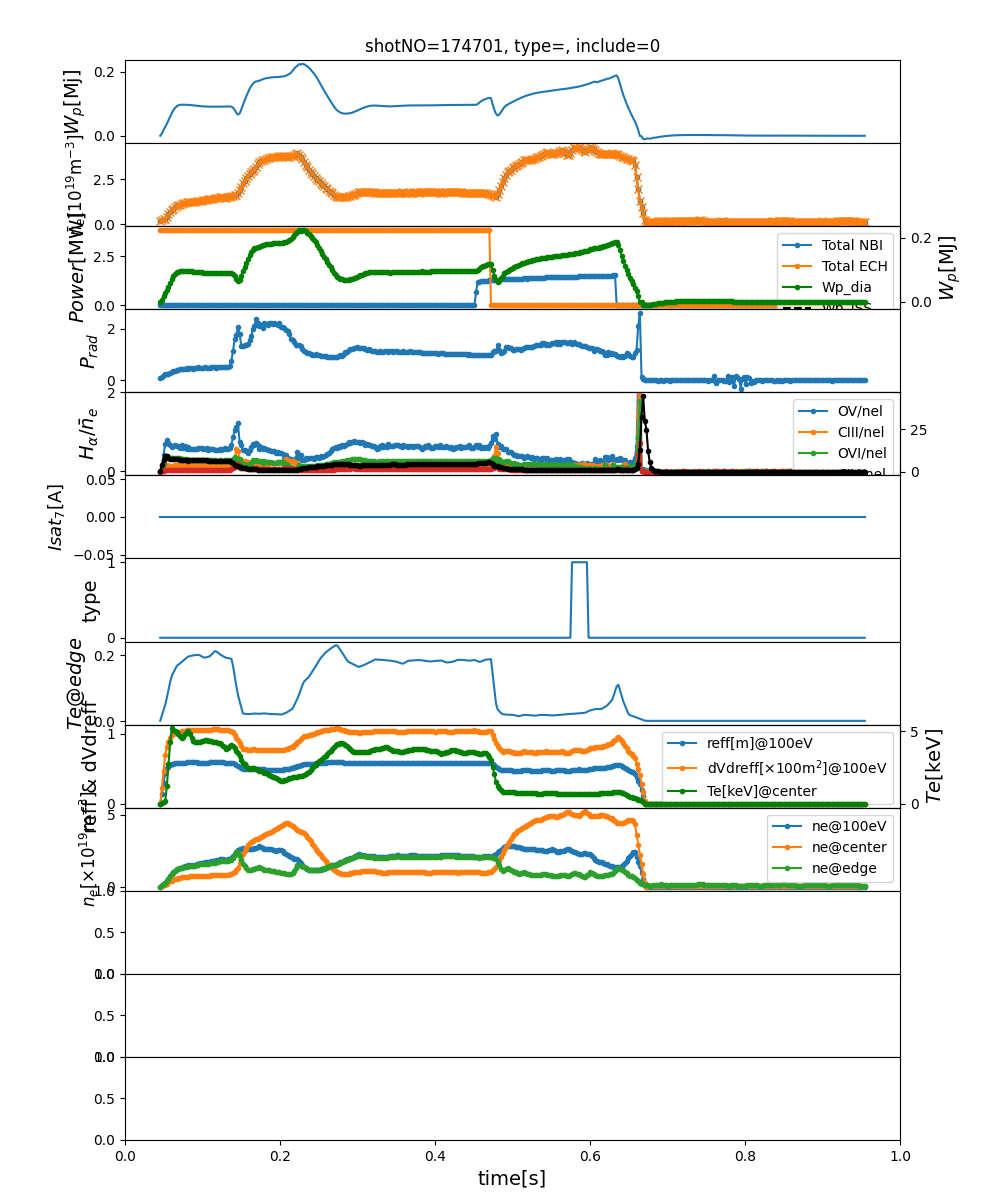 shotNO=174701, type=, include=0
W_p[Mj]
0.2
0.0
[10^19 m^-3]
2.5
0.0
Power[MW]
2.5
0.0
W_p[MJ]
0.2
0.0
Total NBI
Total ECH
Wp_dia
P_rad
2
0
H_α/n̄_e
2
0
25
0
OV/nel
CIII/nel
OVI/nel
Isat_7[A]
0.05
0.00
−0.05
type
1
0
Te@edge
0.2
0.0
reff & dVdreff
1
0
Te[keV]
5
0
reff[m]@100eV
dVdreff[×100m^2]@100eV
Te[keV]@center
n_e[×10^19
5
0
ne@100eV
ne@center
ne@edge
1.0
0.5
0.0
1.0
0.5
0.0
1.0
0.5
0.0
0.0 0.2 0.4 0.6 0.8 1.0
time[s]